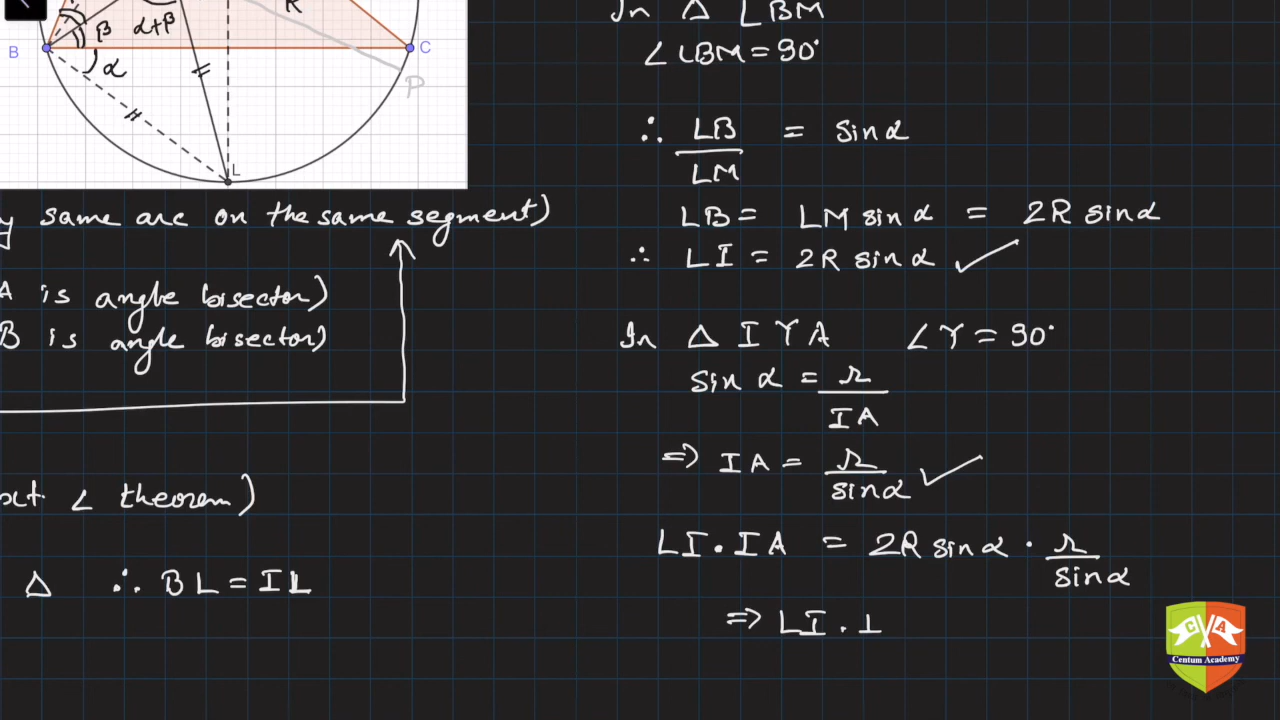 B
β
α+β
R
C
α
P
L
In Δ LBM
∠ LBM = 90°
∴ LB = sin α
LM
LB = LM sin α = 2R sin α
∴ LI = 2R sin α ✓
same arc on the same segment)
A is angle bisector)
B is angle bisector)
In Δ I Y A ∠ Y = 90°
sin α = r
IA
⇒ IA = r ✓
sin α
∠ theorem)
LI . IA = 2R sin α . r
sin α
Δ ∴ BL = IL
⇒ LI .
C A
Centum Academy